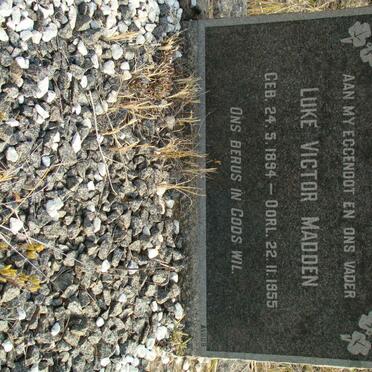 AAN MY EGGENOOT EN ONS VADER
LUKE VICTOR MADDEN
GEB. 24. 5. 1894 — OORL. 22. 11. 1955
ONS BERUS IN GODS WIL.